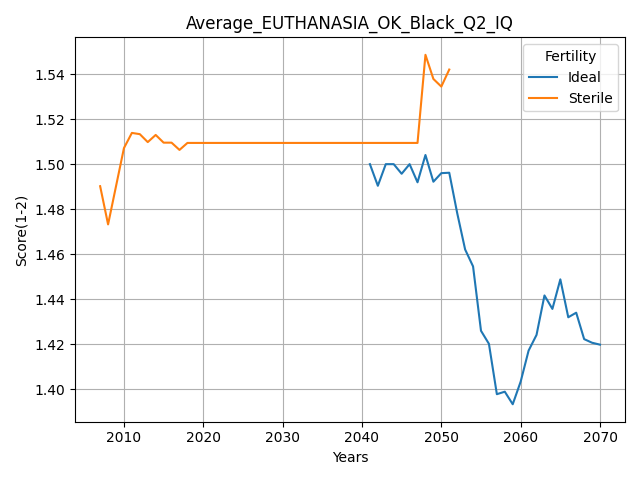 Average_EUTHANASIA_OK_Black_Q2_IQ
Fertility
Ideal
Sterile
Score(1-2)
1.54
1.52
1.50
1.48
1.46
1.44
1.42
1.40
2010 2020 2030 2040 2050 2060 2070
Years